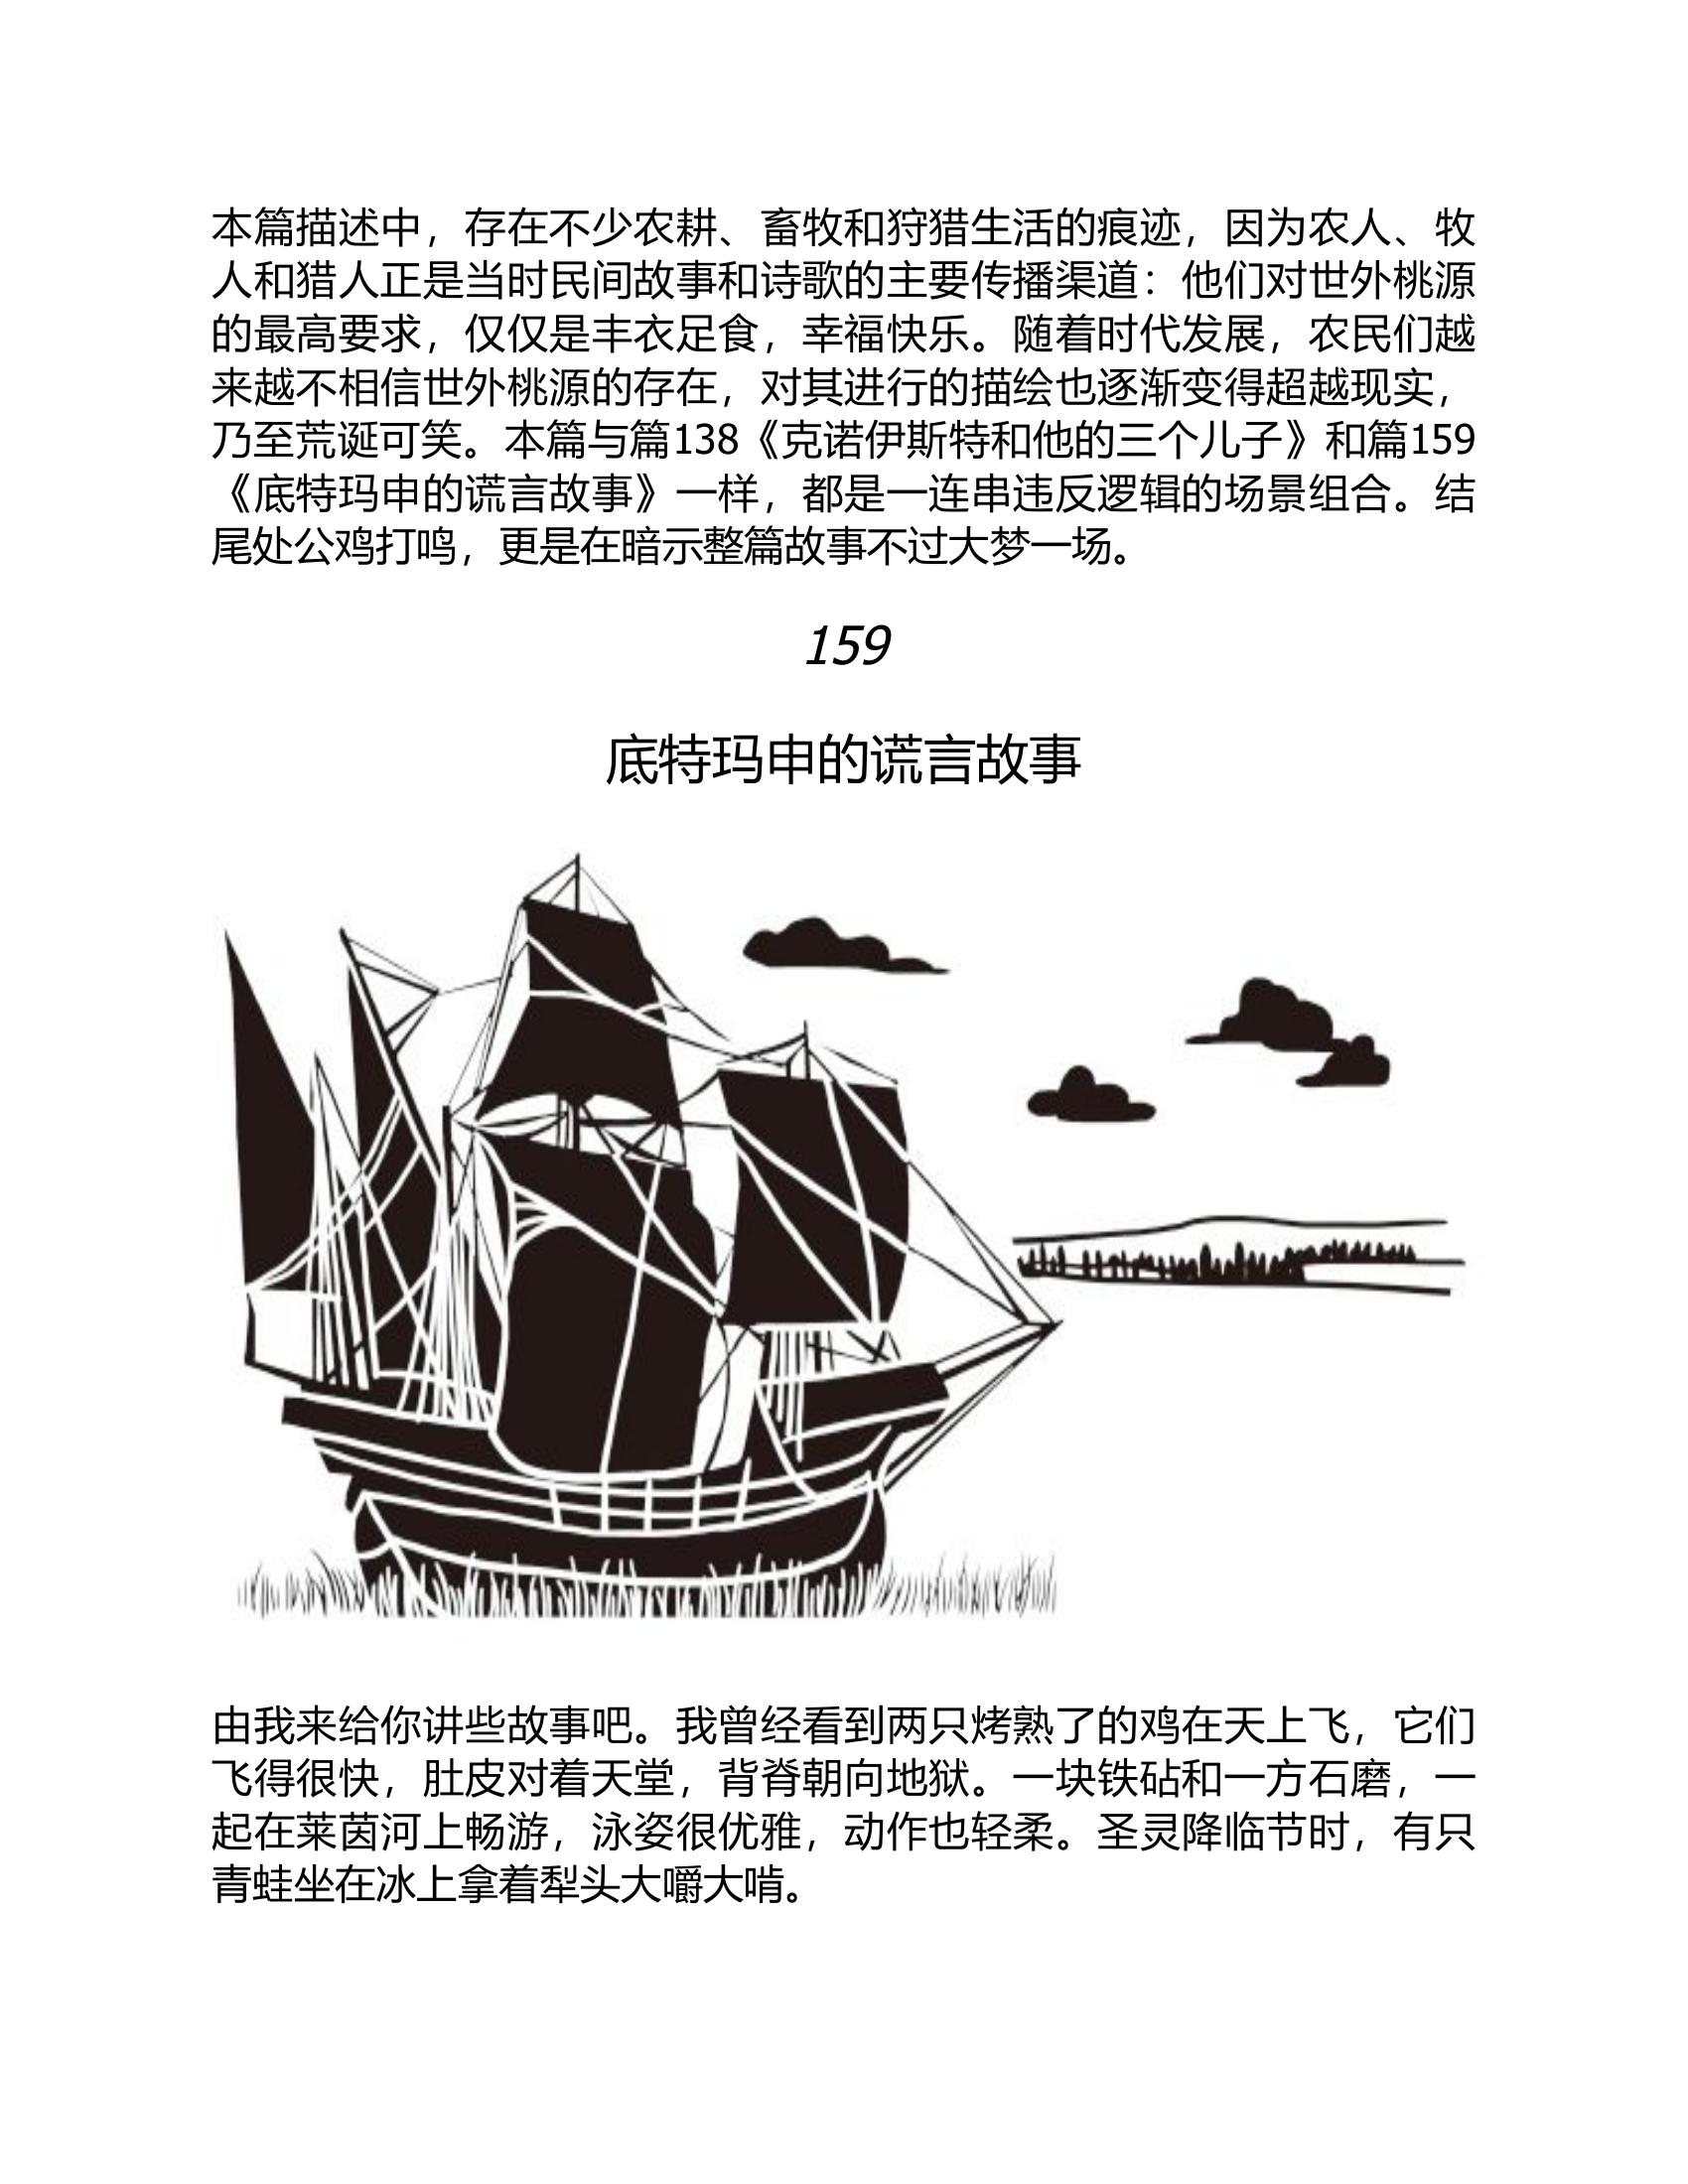 本篇描述中，存在不少农耕、畜牧和狩猎生活的痕迹，因为农人、牧
人和猎人正是当时民间故事和诗歌的主要传播渠道：他们对世外桃源
的最高要求，仅仅是丰衣足食，幸福快乐。随着时代发展，农民们越
来越不相信世外桃源的存在，对其进行的描绘也逐渐变得超越现实，
乃至荒诞可笑。本篇与篇138《克诺伊斯特和他的三个儿子》和篇159
《底特玛申的谎言故事》一样，都是一连串违反逻辑的场景组合。结
尾处公鸡打鸣，更是在暗示整篇故事不过大梦一场。
159
底特玛申的谎言故事
由我来给你讲些故事吧。我曾经看到两只烤熟了的鸡在天上飞，它们
飞得很快，肚皮对着天堂，背脊朝向地狱。一块铁砧和一方石磨，一
起在莱茵河上畅游，泳姿很优雅，动作也轻柔。圣灵降临节时，有只
青蛙坐在冰上拿着犁头大嚼大啃。